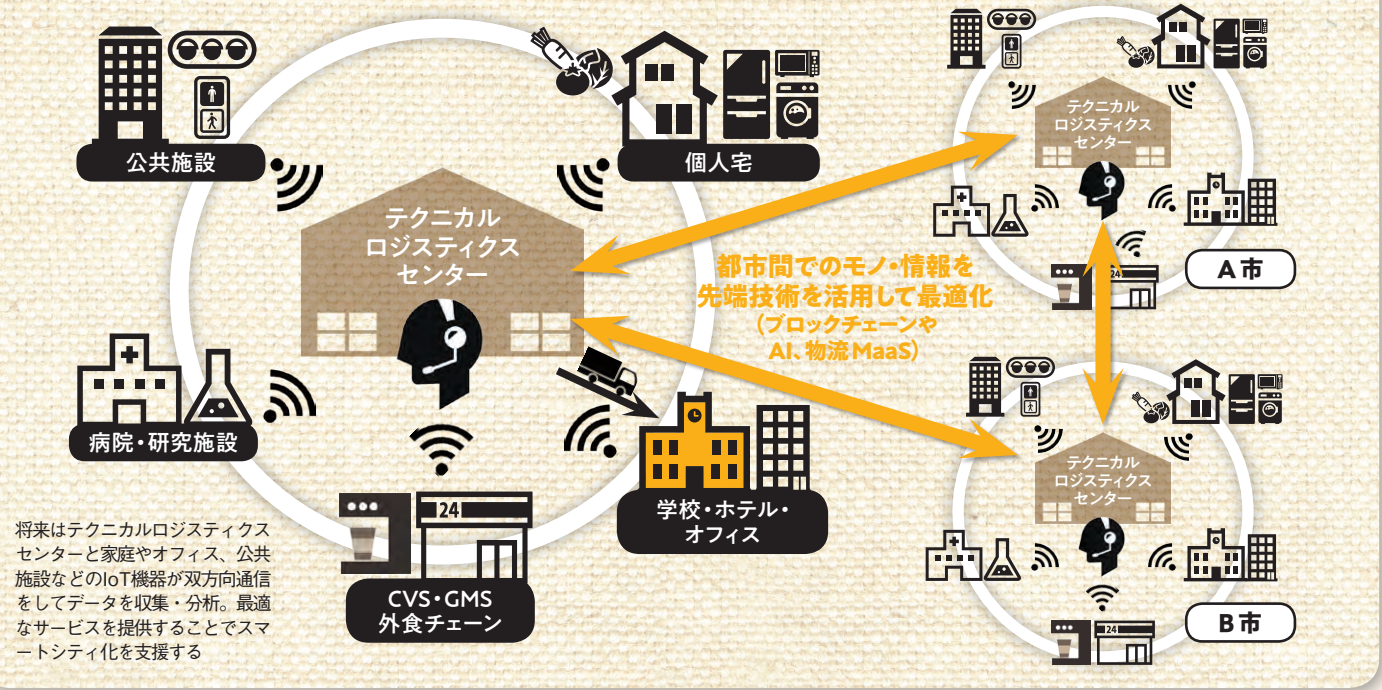 公共施設
個人宅
テクニカル
ロジスティクス
センター
病院・研究施設
24
学校・ホテル・
オフィス
CVS・GMS
外食チェーン
将来はテクニカルロジスティクス
センターと家庭やオフィス、公共
施設などのIoT機器が双方向通信
をしてデータを収集・分析。最適
なサービスを提供することでスマ
ートシティ化を支援する
都市間でのモノ・情報を
先端技術を活用して最適化
(ブロックチェーンや
AI、物流MaaS)
テクニカル
ロジスティクス
センター
24
A市
テクニカル
ロジスティクス
センター
24
B市